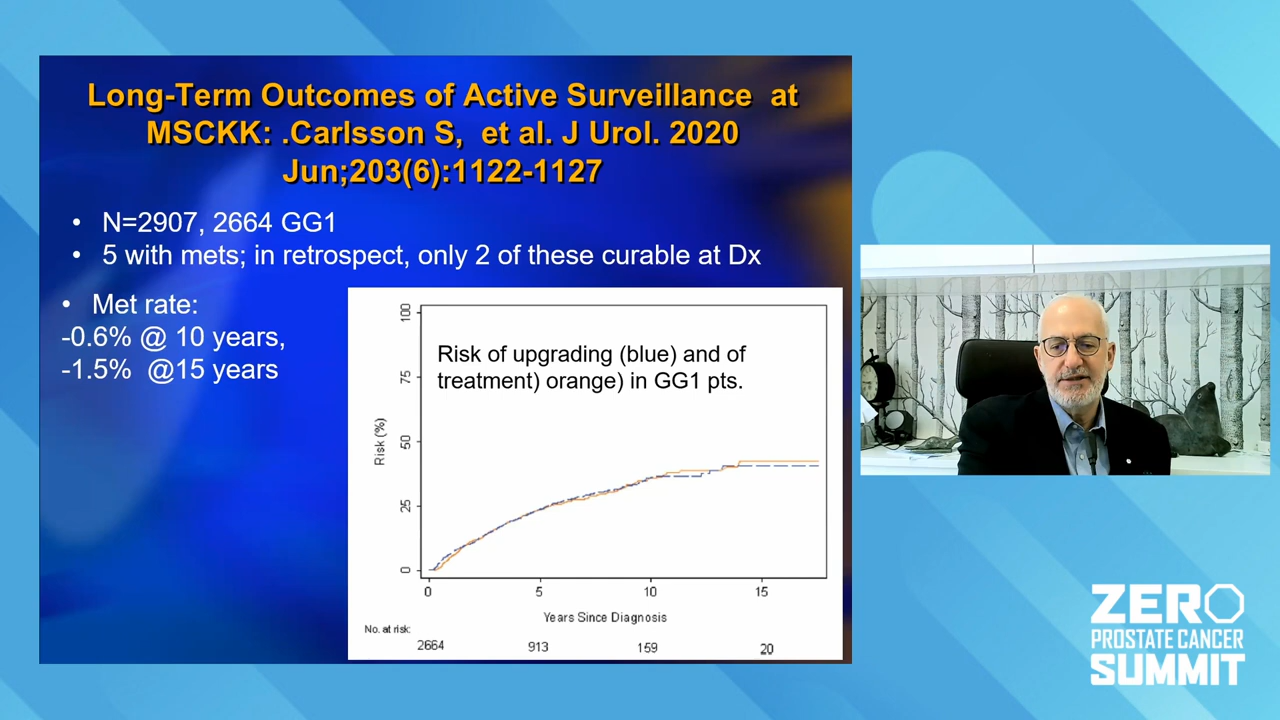 Long-Term Outcomes of Active Surveillance at
MSCKK: .Carlsson S, et al. J Urol. 2020
Jun;203(6):1122-1127
• N=2907, 2664 GG1
• 5 with mets; in retrospect, only 2 of these curable at Dx
• Met rate:
-0.6% @ 10 years,
-1.5% @15 years
Risk of upgrading (blue) and of
treatment) orange) in GG1 pts.
100
75
50
25
0
Risk (%)
0 5 10 15
Years Since Diagnosis
No. at risk:
2664 913 159 20
ZERO
PROSTATE CANCER
SUMMIT